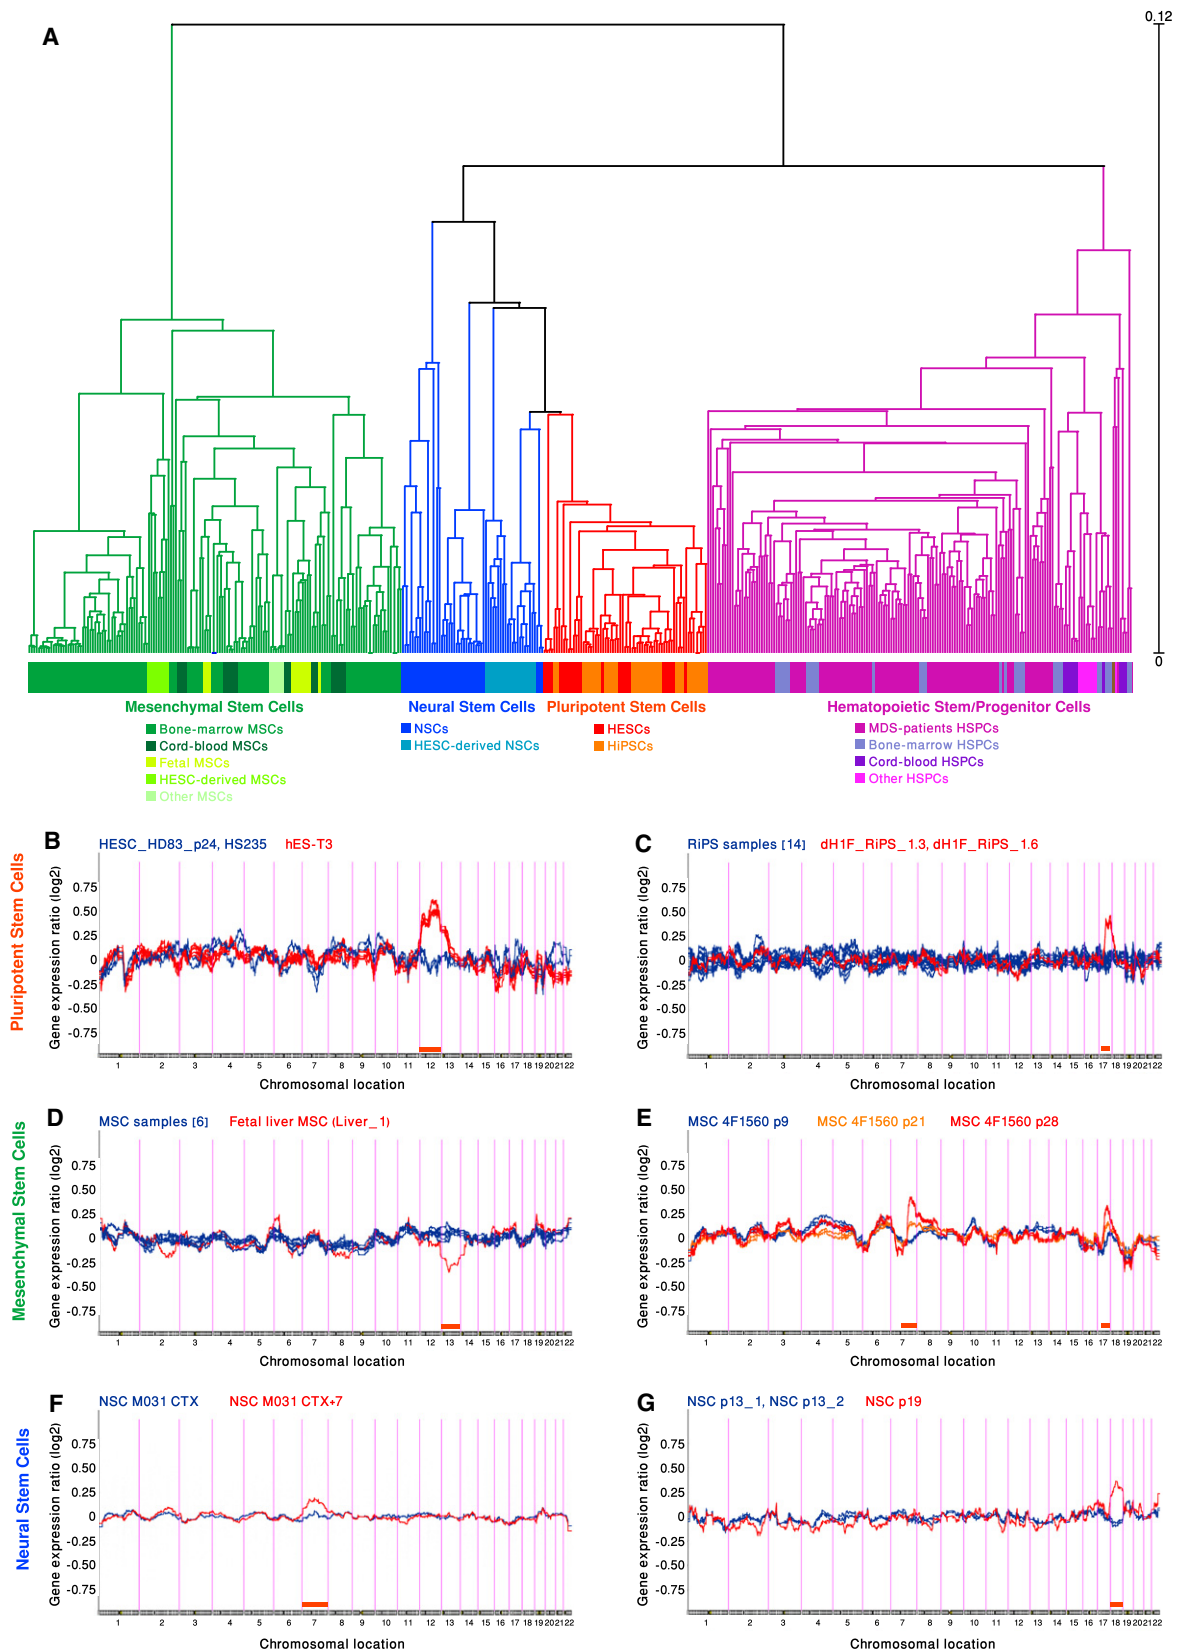 A
0.12
0
Mesenchymal Stem Cells
Bone-marrow MSCs
Cord-blood MSCs
Fetal MSCs
HESC-derived MSCs
Other MSCs
Neural Stem Cells
NSCs
HESC-derived NSCs
Pluripotent Stem Cells
HESCs
HiPSCs
Hematopoietic Stem/Progenitor Cells
MDS-patients HSPCs
Bone-marrow HSPCs
Cord-blood HSPCs
Other HSPCs
Pluripotent Stem Cells
B
HESC_HD83_p24, HS235 hES-T3
Gene expression ratio (log2)
0.75
0.50
0.25
0
-0.25
-0.50
-0.75
1 2 3 4 5 6 7 8 9 10 11 12 13 14 15 16 17 18 19 20 21 22
Chromosomal location
C
RiPS samples [14] dH1F_RiPS_1.3, dH1F_RiPS_1.6
Gene expression ratio (log2)
0.75
0.50
0.25
0
-0.25
-0.50
-0.75
1 2 3 4 5 6 7 8 9 10 11 12 13 14 15 16 17 18 19 20 21 22
Chromosomal location
Mesenchymal Stem Cells
D
MSC samples [6] Fetal liver MSC (Liver_1)
Gene expression ratio (log2)
0.75
0.50
0.25
0
-0.25
-0.50
-0.75
1 2 3 4 5 6 7 8 9 10 11 12 13 14 15 16 17 18 19 20 21 22
Chromosomal location
E
MSC 4F1560 p9 MSC 4F1560 p21 MSC 4F1560 p28
Gene expression ratio (log2)
0.75
0.50
0.25
0
-0.25
-0.50
-0.75
1 2 3 4 5 6 7 8 9 10 11 12 13 14 15 16 17 18 19 20 21 22
Chromosomal location
Neural Stem Cells
F
NSC M031 CTX NSC M031 CTX+7
Gene expression ratio (log2)
0.75
0.50
0.25
0
-0.25
-0.50
-0.75
1 2 3 4 5 6 7 8 9 10 11 12 13 14 15 16 17 18 19 20 21 22
Chromosomal location
G
NSC p13_1, NSC p13_2 NSC p19
Gene expression ratio (log2)
0.75
0.50
0.25
0
-0.25
-0.50
-0.75
1 2 3 4 5 6 7 8 9 10 11 12 13 14 15 16 17 18 19 20 21 22
Chromosomal location